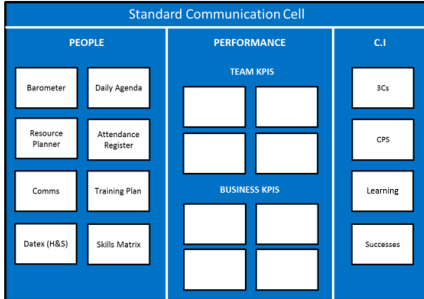 Standard Communication Cell
PEOPLE
Barometer
Daily Agenda
Resource
Planner
Attendance
Register
Comms
Training Plan
Datex (H&S)
Skills Matrix
PERFORMANCE
TEAM KPIS
BUSINESS KPIS
C.I
3Cs
CPS
Learning
Successes